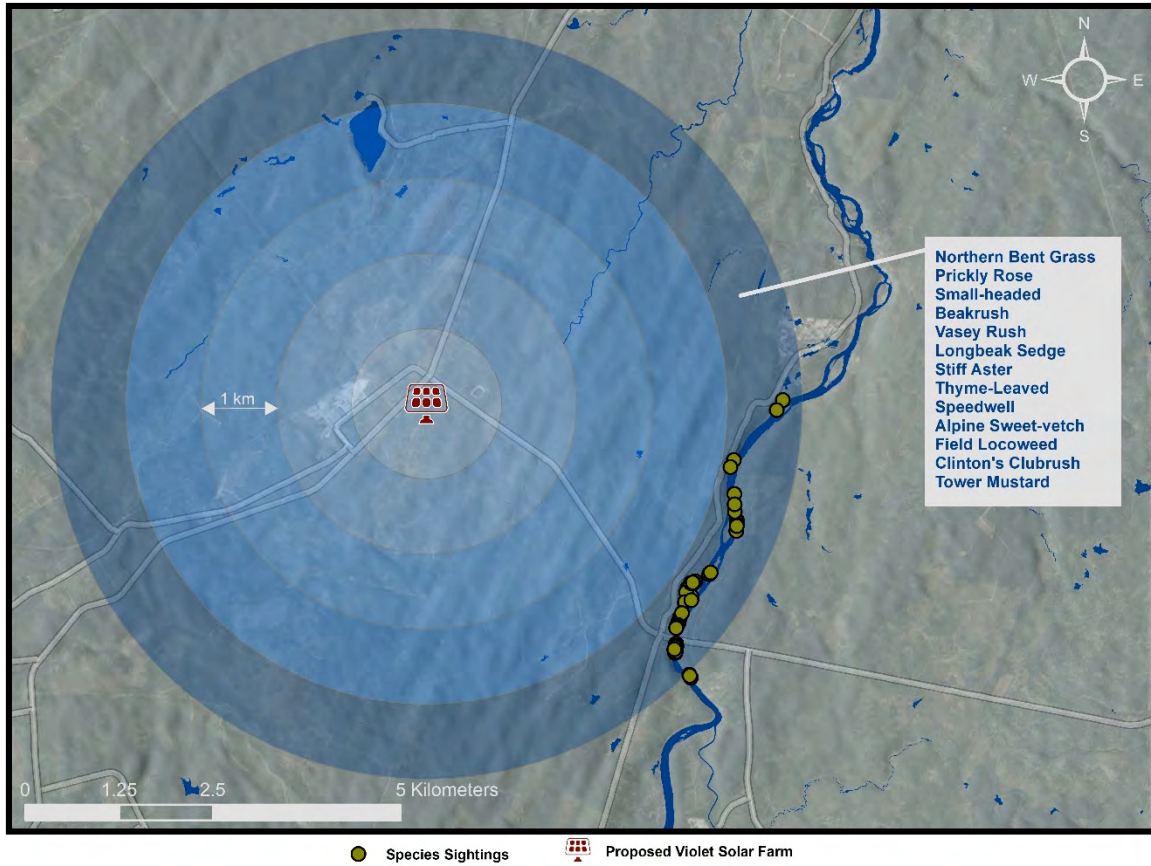 N
W E
S
Northern Bent Grass
Prickly Rose
Small-headed
Beakrush
Vasey Rush
Longbeak Sedge
Stiff Aster
Thyme-Leaved
Speedwell
Alpine Sweet-vetch
Field Locoweed
Clinton's Clubrush
Tower Mustard
1 km
0 1.25 2.5 5 Kilometers
Species Sightings Proposed Violet Solar Farm